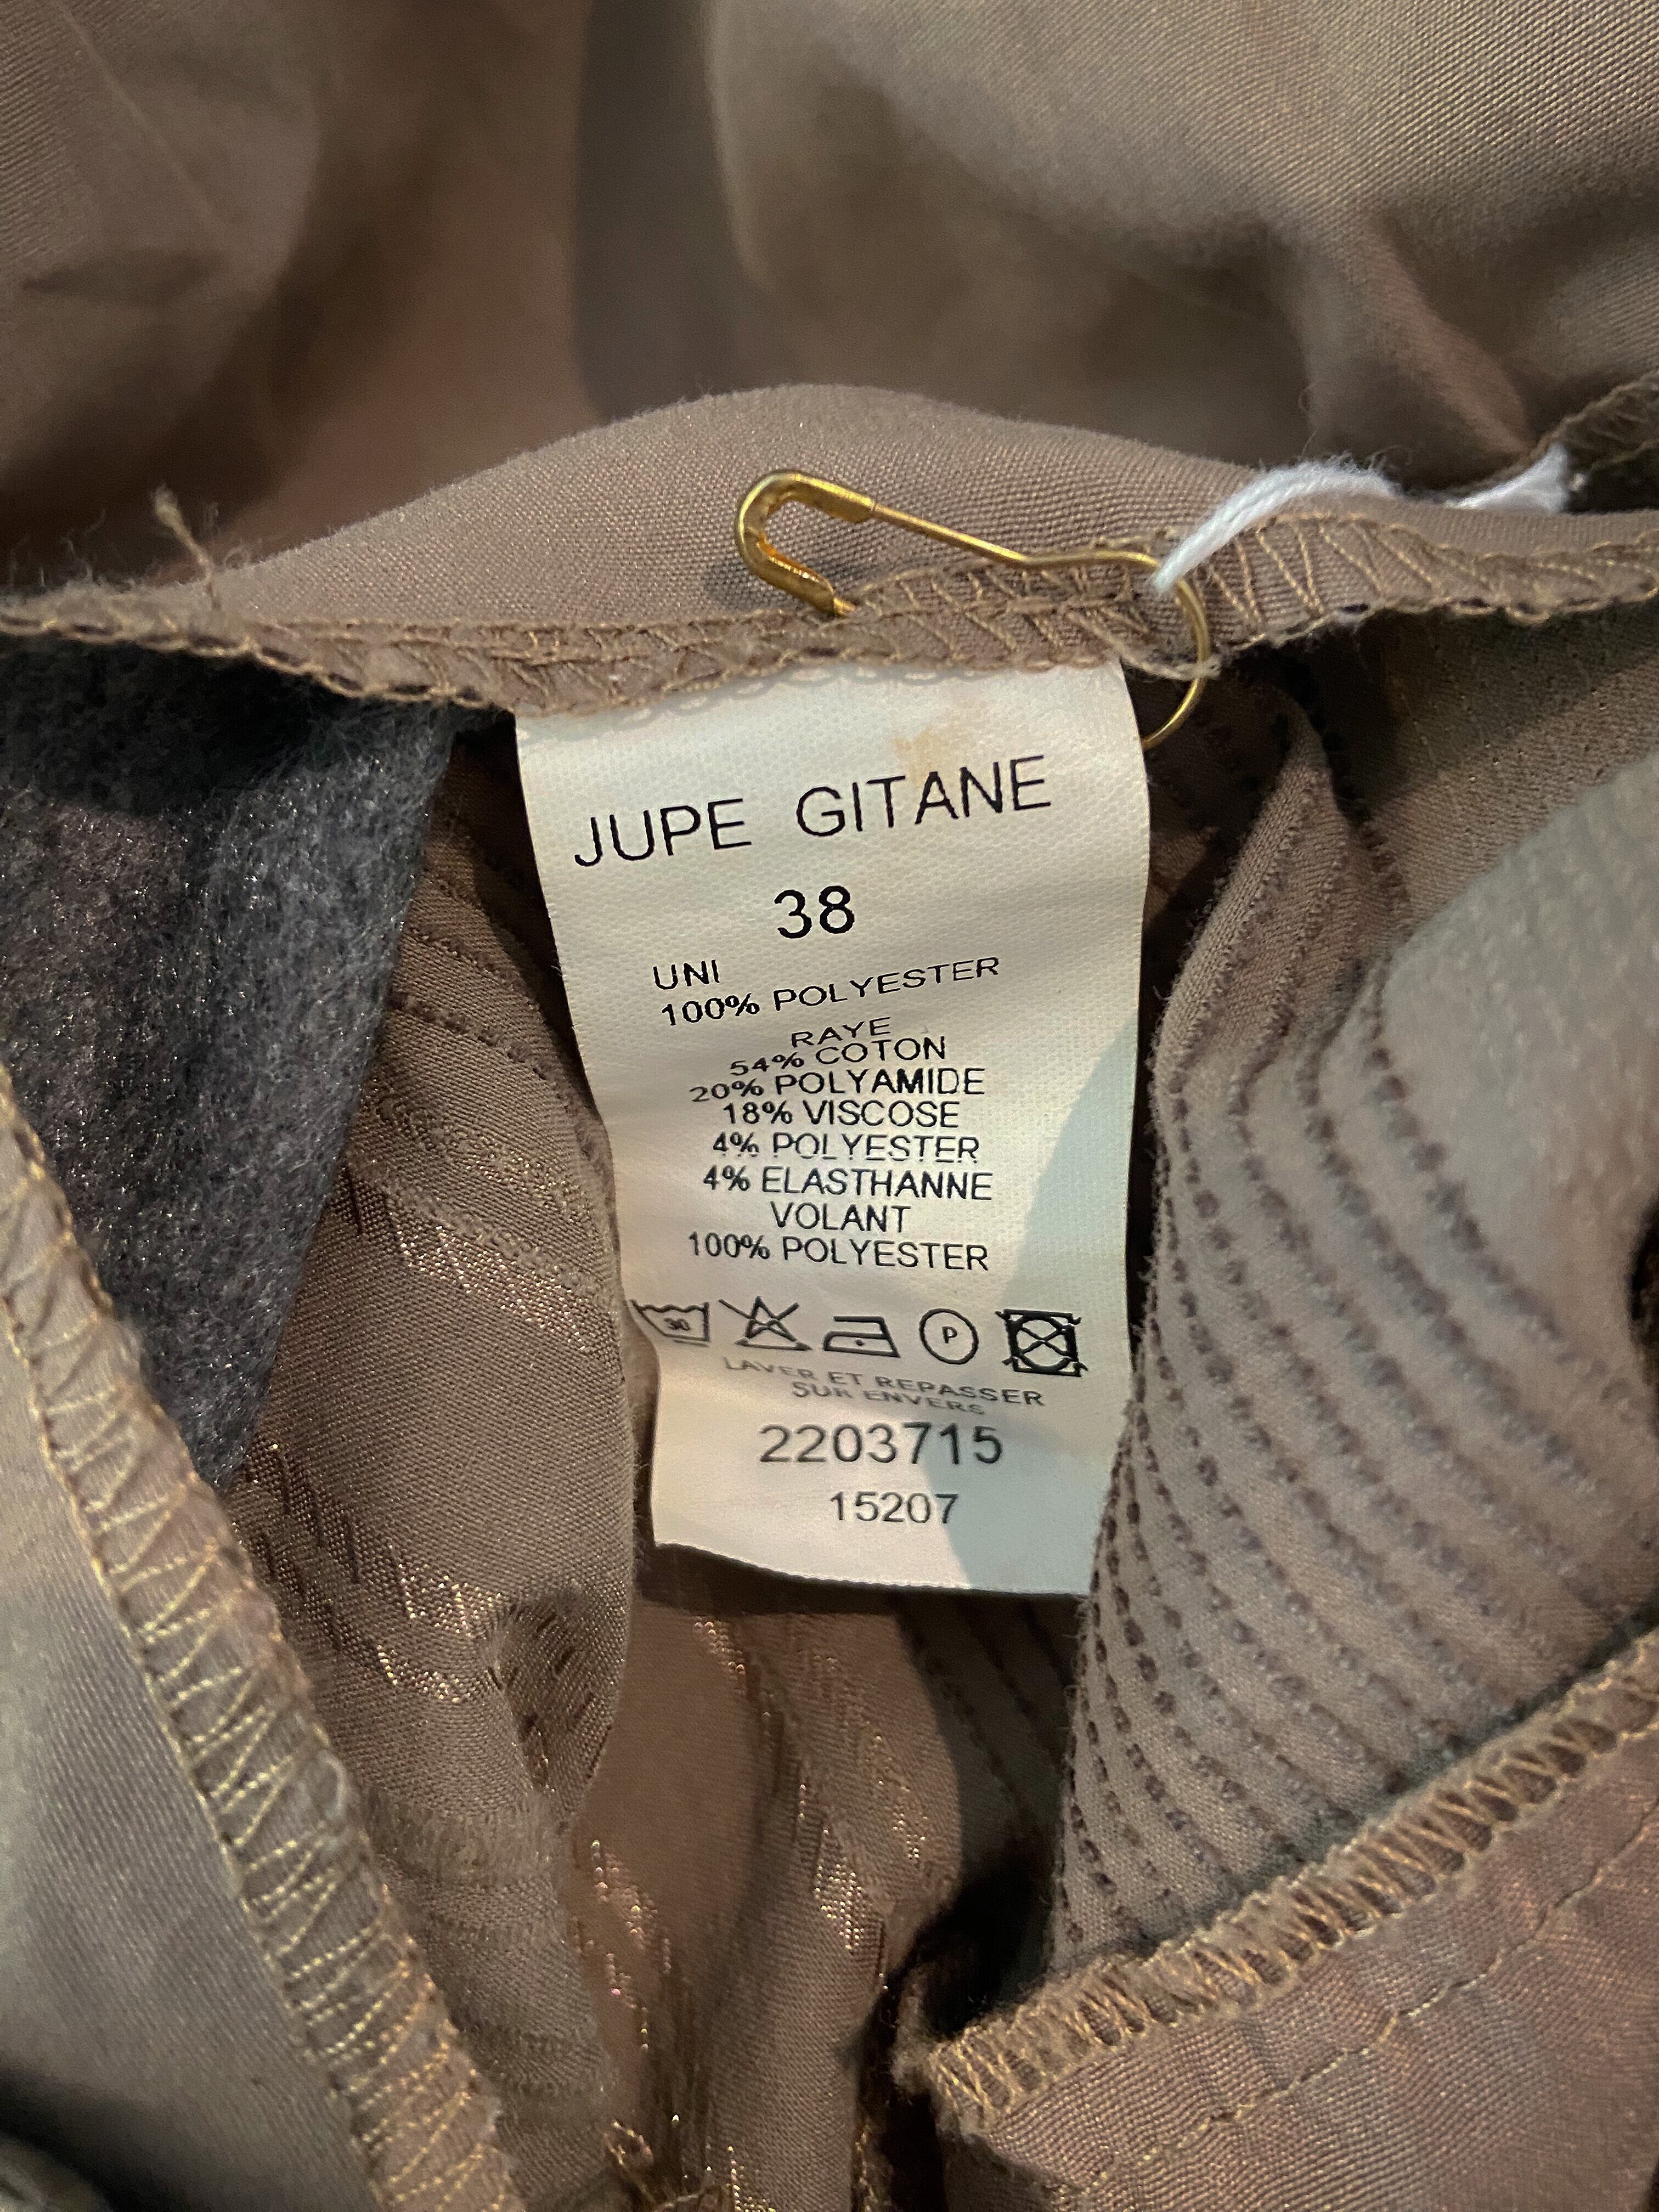 JUPE GITANE
38
UNI
100% POLYESTER
RAYE
54% COTON
20% POLYAMIDE
18% VISCOSE
4% POLYESTER
4% ELASTHANNE
VOLANT
100% POLYESTER
30 P
LAVER ET REPASSER
SUR ENVERS
2203715
15207